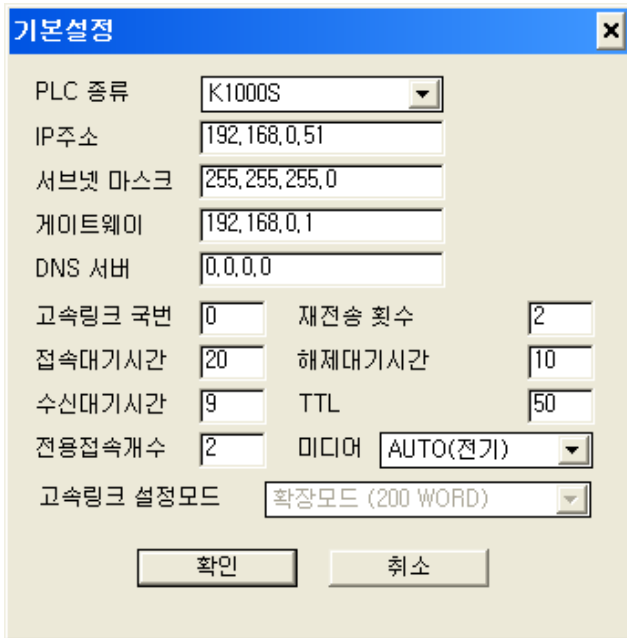 기본설정
PLC 종류 K1000S
IP주소 192,168,0,51
서브넷 마스크 255,255,255,0
게이트웨이 192,168,0,1
DNS 서버 0,0,0,0
고속링크 국번 0 재전송 횟수 2
접속대기시간 20 해제대기시간 10
수신대기시간 9 TTL 50
전용접속개수 2 미디어 AUTO(전기)
고속링크 설정모드 확장모드 (200 WORD)
확인 취소